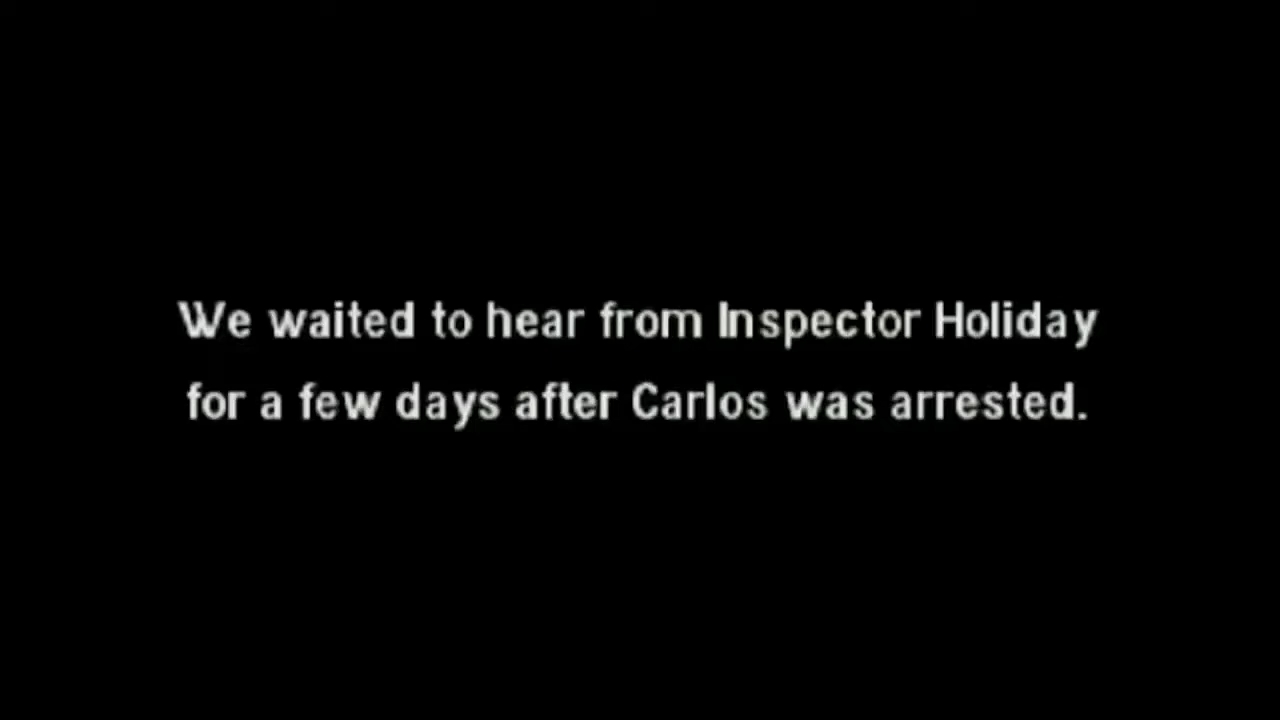 We waited to hear from Inspector Holiday
for a few days after Carlos was arrested.